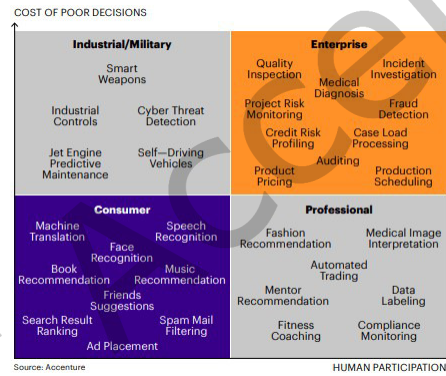 COST OF POOR DECISIONS
Industrial/Military
Smart
Weapons
Industrial
Controls
Cyber Threat
Detection
Jet Engine
Predictive
Maintenance
Self—Driving
Vehicles
Enterprise
Quality
Inspection
Incident
Investigation
Medical
Diagnosis
Project Risk
Monitoring
Fraud
Detection
Credit Risk
Profiling
Case Load
Processing
Auditing
Product
Pricing
Production
Scheduling
Consumer
Machine
Translation
Speech
Recognition
Face
Recognition
Book
Recommendation
Music
Recommendation
Friends
Suggestions
Search Result
Ranking
Spam Mail
Filtering
Ad Placement
Professional
Fashion
Recommendation
Medical Image
Interpretation
Automated
Trading
Mentor
Recommendation
Data
Labeling
Fitness
Coaching
Compliance
Monitoring
Source: Accenture
HUMAN PARTICIPATION
Accen